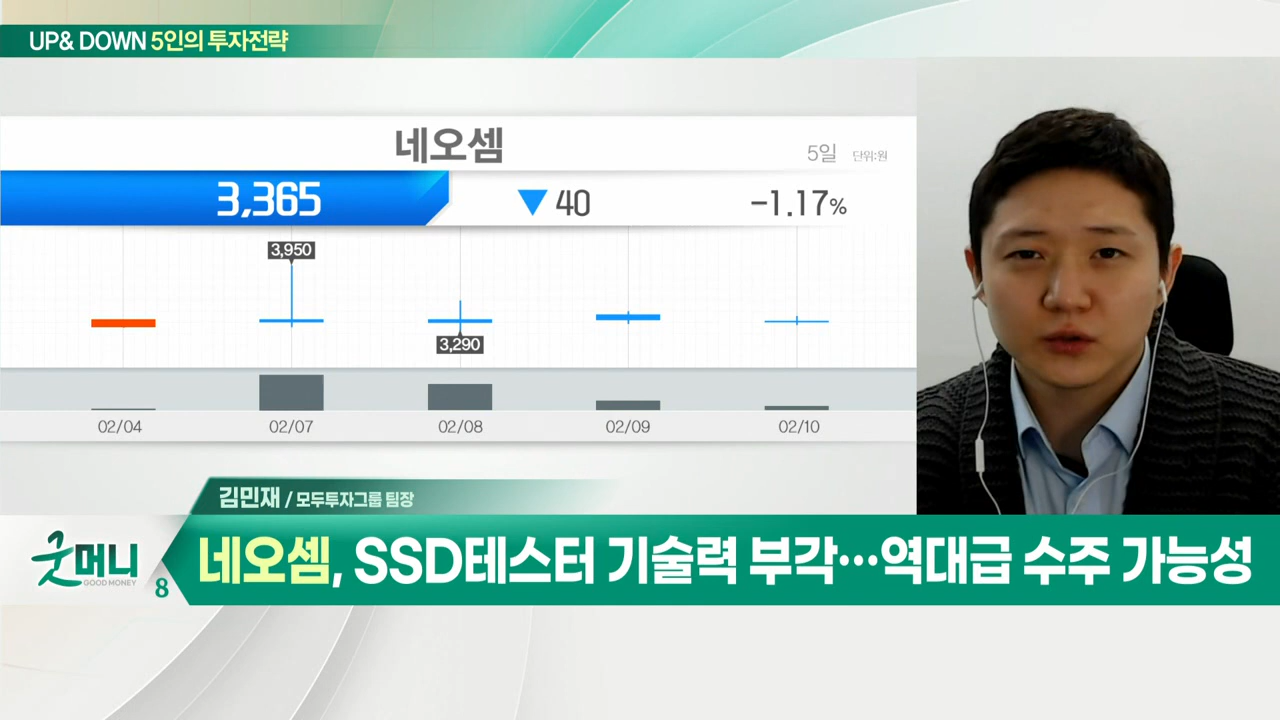 UP& DOWN 5인의 투자전략
네오셈
5일 단위:원
3,365 ▼40 -1.17%
3,950
3,290
02/04 02/07 02/08 02/09 02/10
김민재 / 모두투자그룹 팀장
굿머니
GOOD MONEY
8
네오셈, SSD테스터 기술력 부각…역대급 수주 가능성